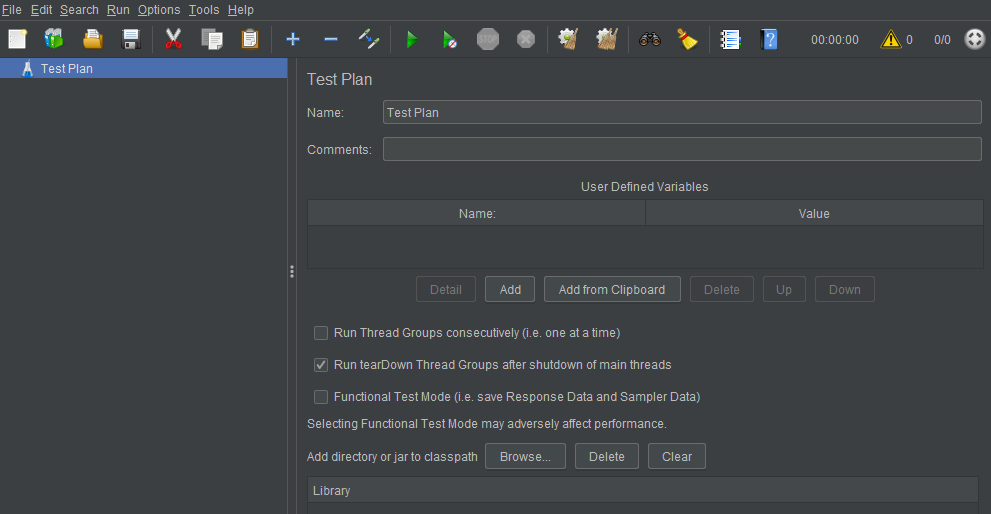 File Edit Search Run Options Tools Help
STOP 00:00:00 0 0/0
Test Plan
Test Plan
Name: Test Plan
Comments:
User Defined Variables
Name: Value
Detail Add Add from Clipboard Delete Up Down
Run Thread Groups consecutively (i.e. one at a time)
Run tearDown Thread Groups after shutdown of main threads
Functional Test Mode (i.e. save Response Data and Sampler Data)
Selecting Functional Test Mode may adversely affect performance.
Add directory or jar to classpath Browse... Delete Clear
Library